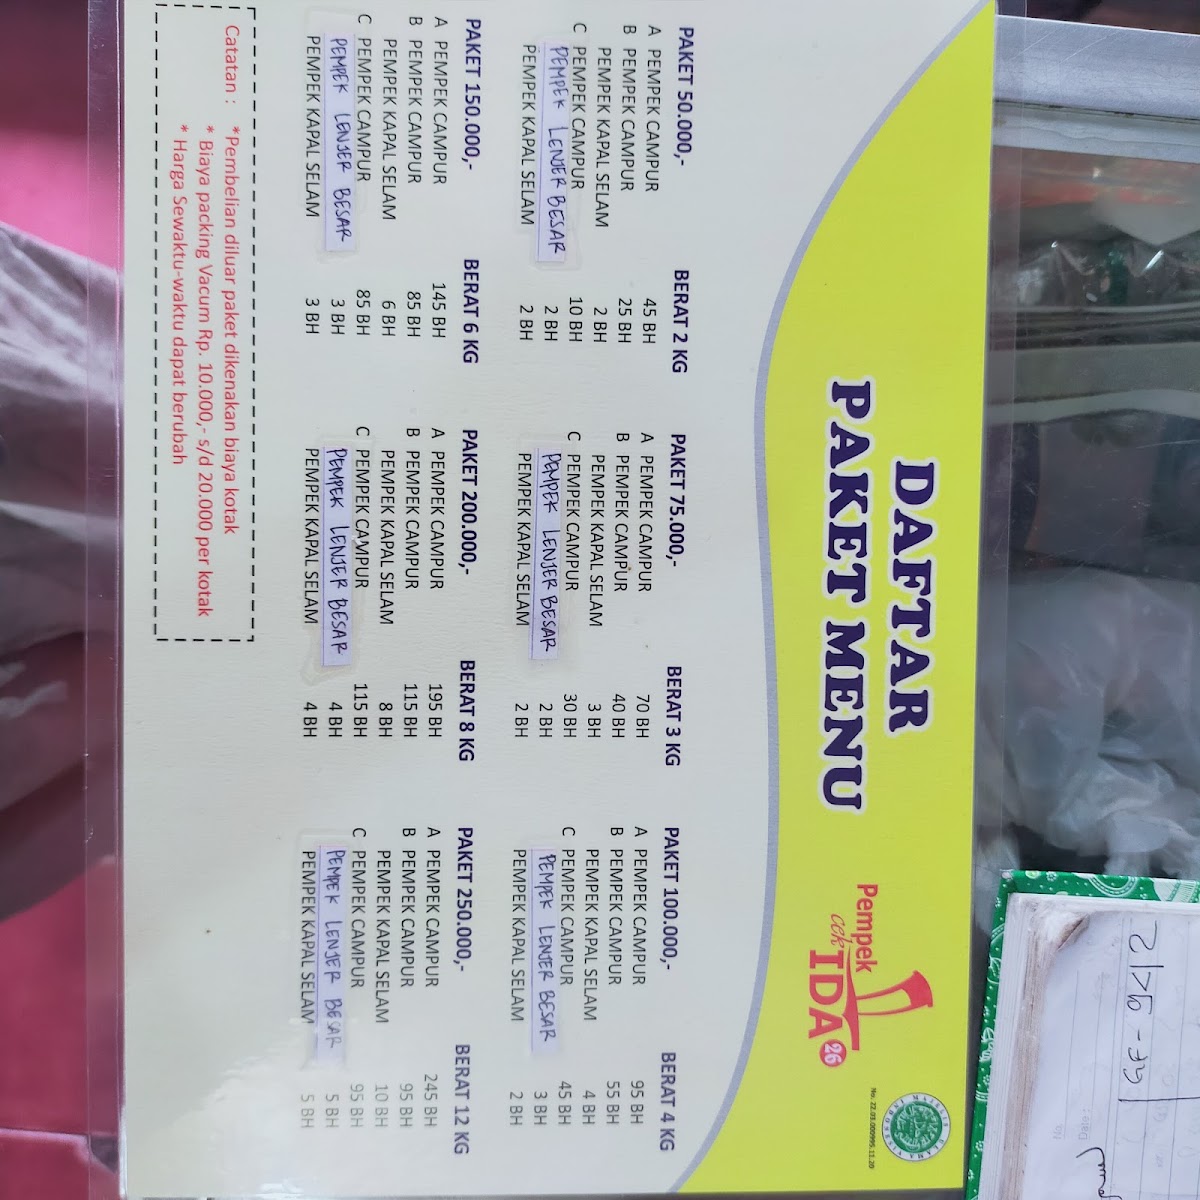 DAFTAR
PAKET MENU
Pempek
cek
IDA 26
MAJELIS ULAMA INDONESIA
No. 22.03.000995.11.20
PAKET 50.000,- BERAT 2 KG
A PEMPEK CAMPUR 45 BH
B PEMPEK CAMPUR 25 BH
PEMPEK KAPAL SELAM 2 BH
C PEMPEK CAMPUR 10 BH
PEMPEK LENJER BESAR 2 BH
PEMPEK KAPAL SELAM 2 BH
PAKET 75.000,- BERAT 3 KG
A PEMPEK CAMPUR 70 BH
B PEMPEK CAMPUR 40 BH
PEMPEK KAPAL SELAM 3 BH
C PEMPEK CAMPUR 30 BH
PEMPEK LENJER BESAR 2 BH
PEMPEK KAPAL SELAM 2 BH
PAKET 100.000,- BERAT 4 KG
A PEMPEK CAMPUR 95 BH
B PEMPEK CAMPUR 55 BH
PEMPEK KAPAL SELAM 4 BH
C PEMPEK CAMPUR 45 BH
PEMPEK LENJER BESAR 3 BH
PEMPEK KAPAL SELAM 2 BH
PAKET 150.000,- BERAT 6 KG
A PEMPEK CAMPUR 145 BH
B PEMPEK CAMPUR 85 BH
PEMPEK KAPAL SELAM 6 BH
C PEMPEK CAMPUR 85 BH
PEMPEK LENJER BESAR 3 BH
PEMPEK KAPAL SELAM 3 BH
PAKET 200.000,- BERAT 8 KG
A PEMPEK CAMPUR 195 BH
B PEMPEK CAMPUR 115 BH
PEMPEK KAPAL SELAM 8 BH
C PEMPEK CAMPUR 115 BH
PEMPEK LENJER BESAR 4 BH
PEMPEK KAPAL SELAM 4 BH
PAKET 250.000,- BERAT 12 KG
A PEMPEK CAMPUR 245 BH
B PEMPEK CAMPUR 95 BH
PEMPEK KAPAL SELAM 10 BH
C PEMPEK CAMPUR 95 BH
PEMPEK LENJER BESAR 5 BH
PEMPEK KAPAL SELAM 5 BH
Catatan : *Pembelian diluar paket dikenakan biaya kotak
* Biaya packing Vacum Rp. 10.000,- s/d 20.000 per kotak
* Harga Sewaktu-waktu dapat berubah
No
Date: